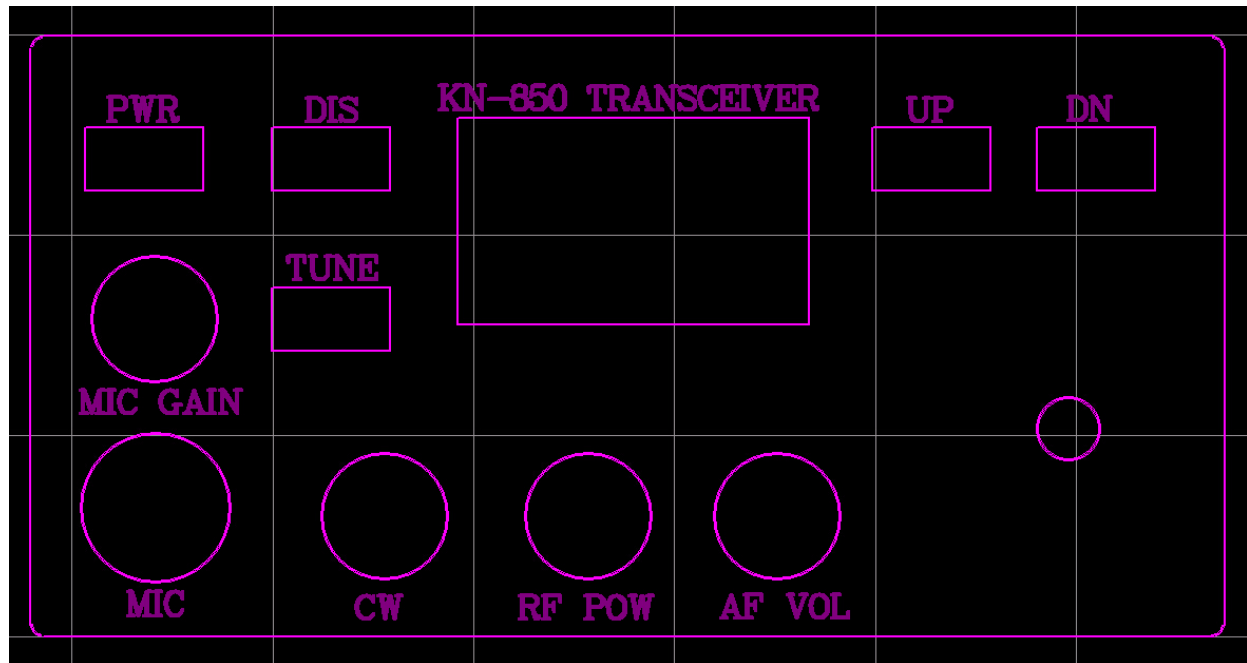 PWR
DIS
KN-850 TRANSCEIVER
UP
DN
TUNE
MIC GAIN
MIC
CW
RF POW
AF VOL